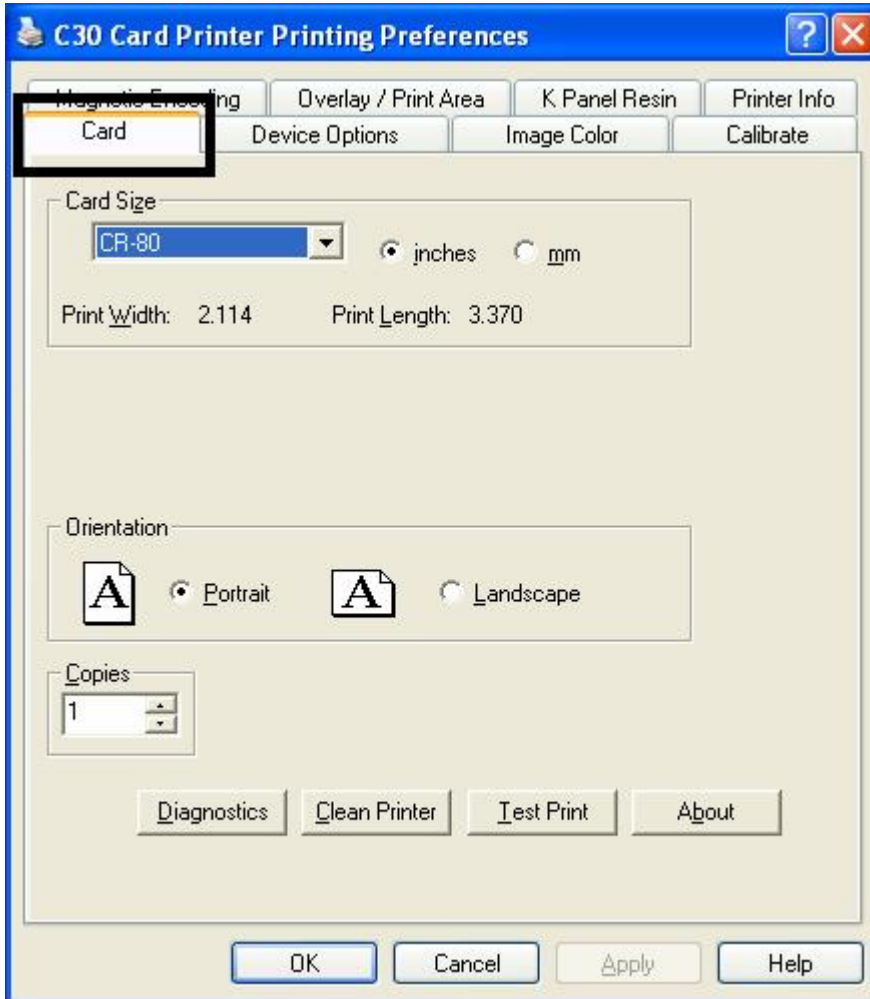 C30 Card Printer Printing Preferences
Magnetic Encoding Overlay / Print Area K Panel Resin Printer Info
Card Device Options Image Color Calibrate
Card Size
CR-80 inches mm
Print Width: 2.114 Print Length: 3.370
Orientation
A Portrait A Landscape
Copies
1
Diagnostics Clean Printer Test Print About
OK Cancel Apply Help